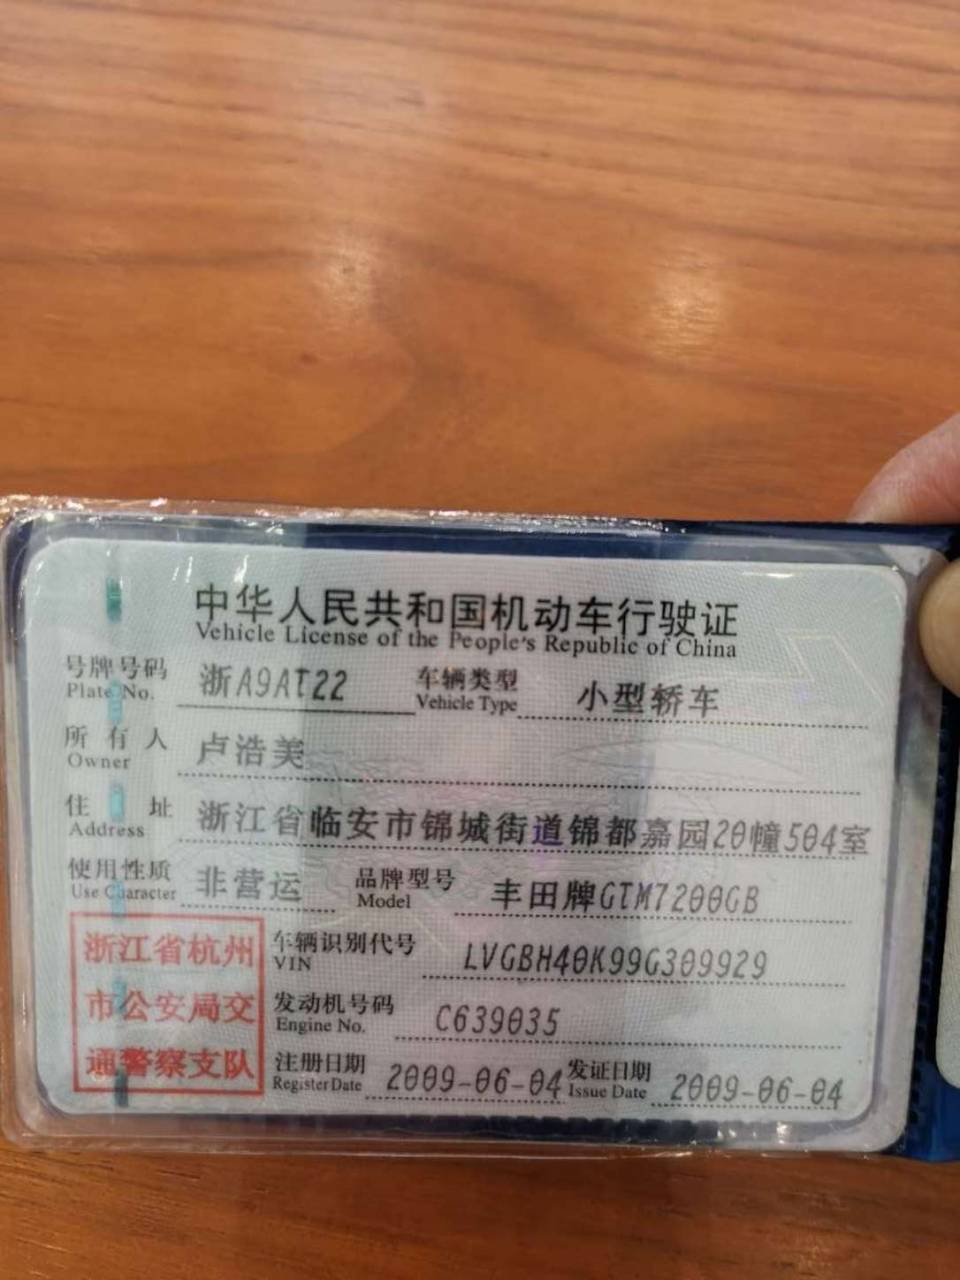 中华人民共和国机动车行驶证
Vehicle License of the People's Republic of China
号牌号码 浙A9AT22 车辆类型 小型轿车
Plate No. Vehicle Type
所有人 卢浩美
Owner
住址 浙江省临安市锦城街道锦都嘉园20幢504室
Address
使用性质 非营运 品牌型号 丰田牌GTM7200GB
Use Character Model
浙江省杭州
市公安局交
通警察支队
车辆识别代号 LVGBH40K99G309929
VIN
发动机号码 C639035
Engine No.
注册日期 2009-06-04 发证日期 2009-06-04
Register Date Issue Date